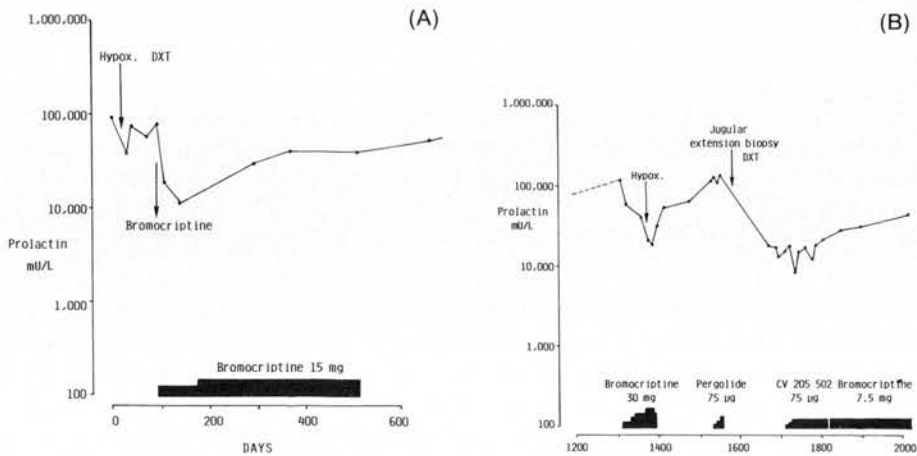 (A)
1,000,000
Hypox. DXT
100,000
10,000
Bromocriptine
Prolactin
mU/L
1,000
Bromocriptine 15 mg
100
0 200 400 600
DAYS
(B)
1,000,000
Jugular
extension biopsy
DXT
Hypox.
100,000
Prolactin
mU/L
10,000
1,000
Bromocriptine Pergolide CV 205 502 Bromocriptine
30 mg 75 µg 75 µg 7.5 mg
100
1200 1400 1600 1800 2000